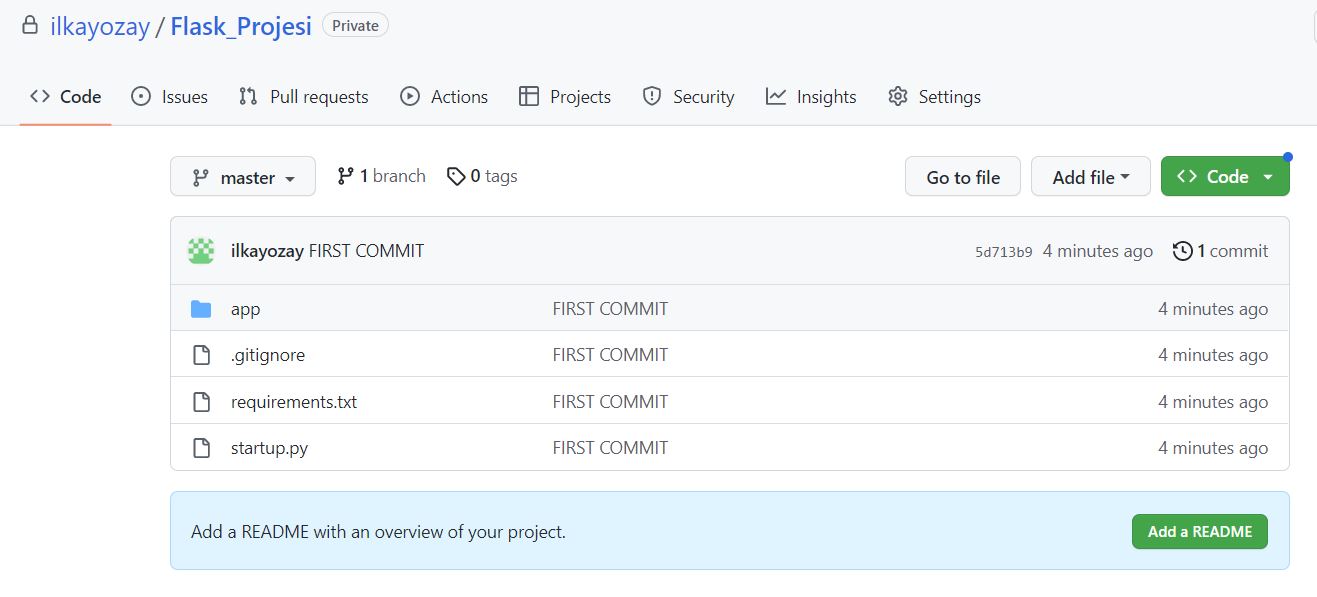 ilkayozay / Flask_Projesi Private
Code Issues Pull requests Actions Projects Security Insights Settings
master 1 branch 0 tags Go to file Add file Code
ilkayozay FIRST COMMIT 5d713b9 4 minutes ago 1 commit
app FIRST COMMIT 4 minutes ago
.gitignore FIRST COMMIT 4 minutes ago
requirements.txt FIRST COMMIT 4 minutes ago
startup.py FIRST COMMIT 4 minutes ago
Add a README with an overview of your project. Add a README